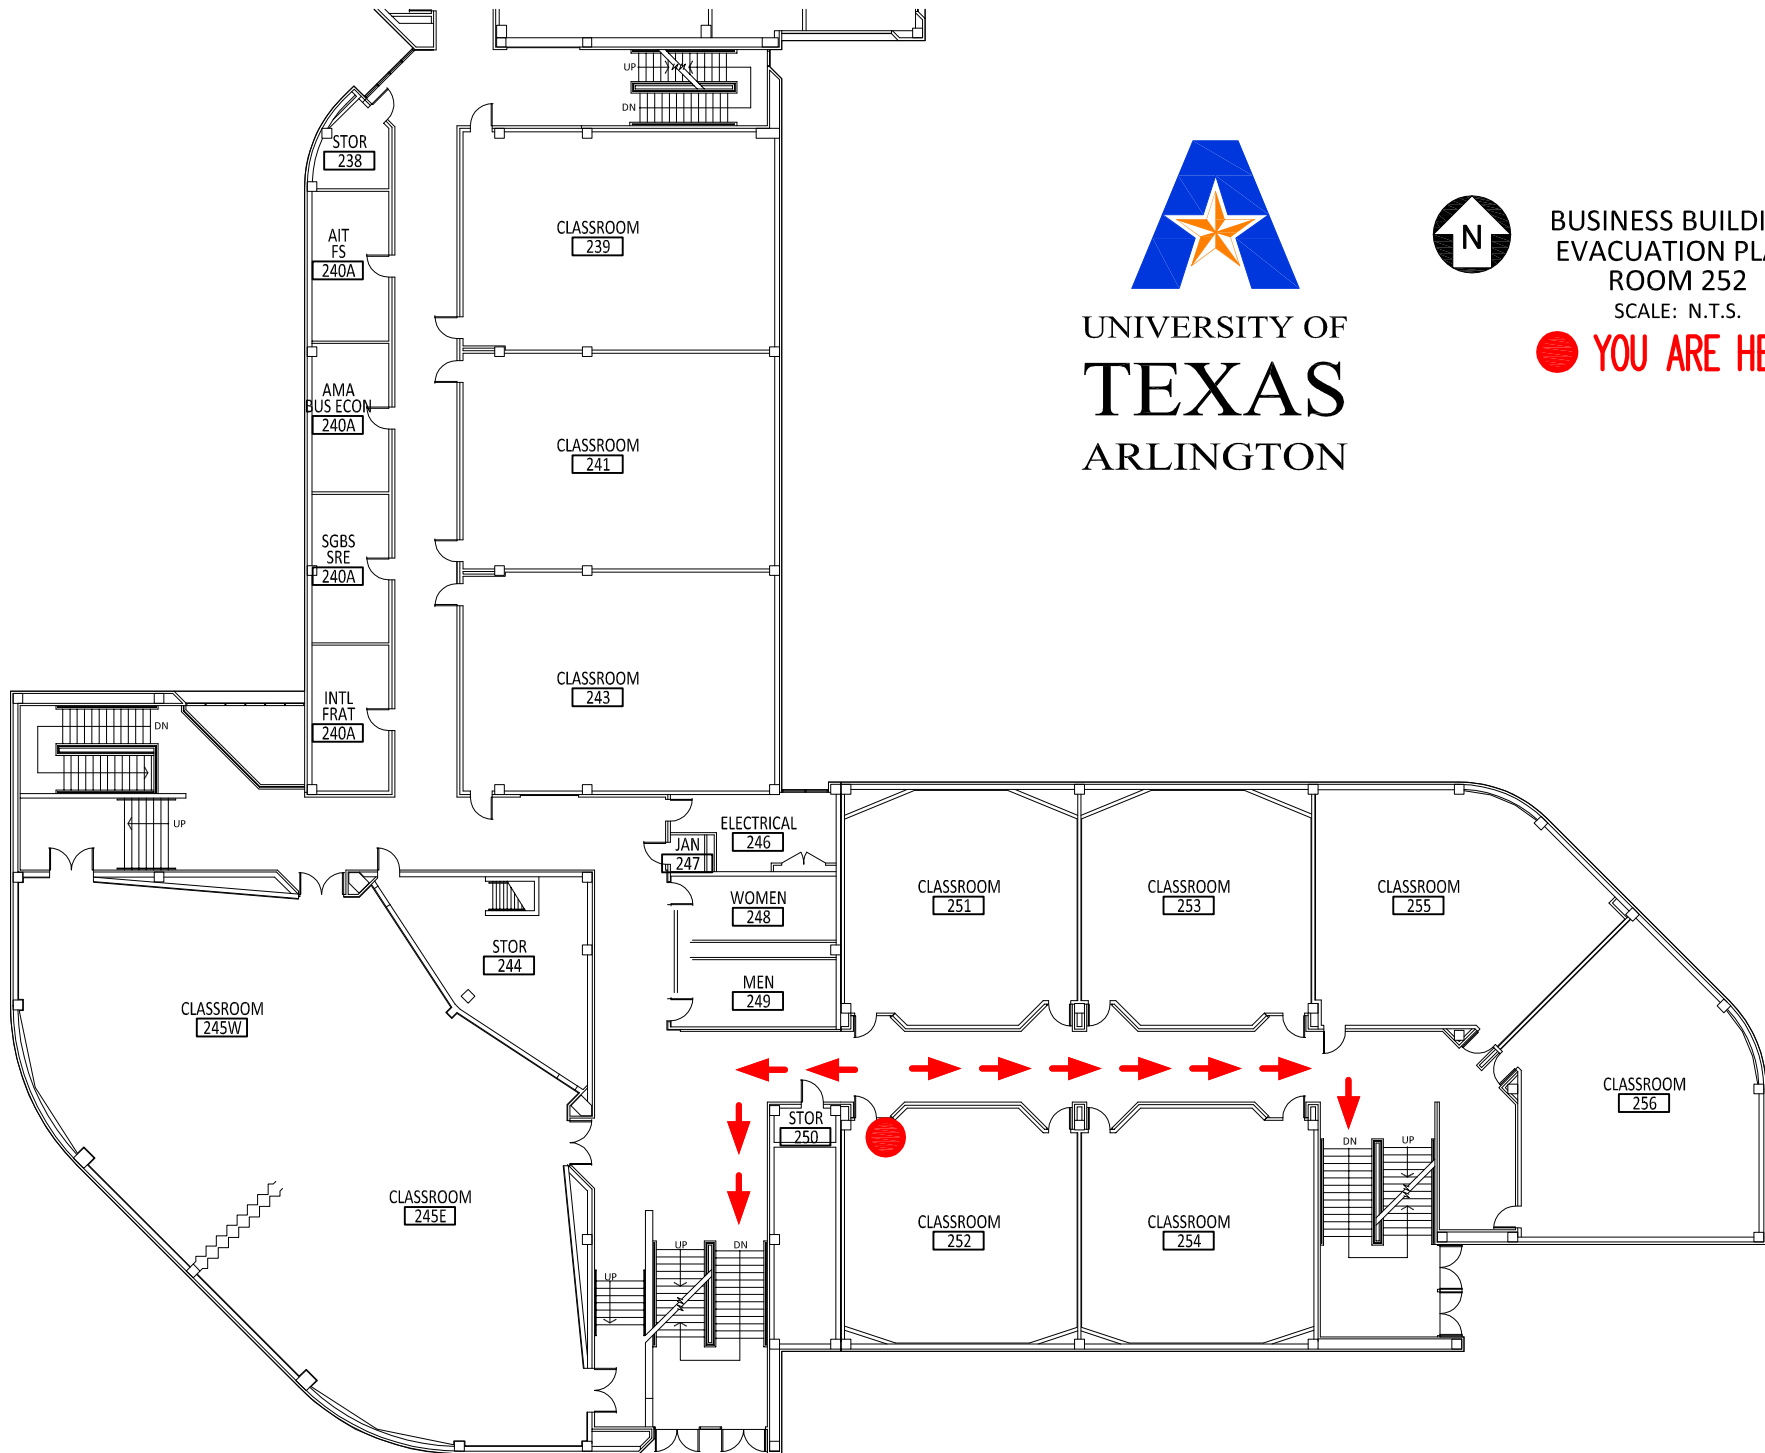 UP
DN
STOR
238
CLASSROOM
239
AIT
FS
240A
UNIVERSITY OF
TEXAS
ARLINGTON
N
BUSINESS BUILDI
EVACUATION PLA
ROOM 252
SCALE: N.T.S.
YOU ARE HE
AMA
BUS ECON
240A
CLASSROOM
241
SGBS
SRE
240A
CLASSROOM
243
INTL
FRAT
240A
DN
UP
ELECTRICAL
246
JAN
247
WOMEN
248
MEN
249
STOR
244
CLASSROOM
245W
CLASSROOM
245E
CLASSROOM
251
CLASSROOM
253
CLASSROOM
255
CLASSROOM
256
STOR
250
CLASSROOM
252
CLASSROOM
254
DN
UP
UP
UP
DN